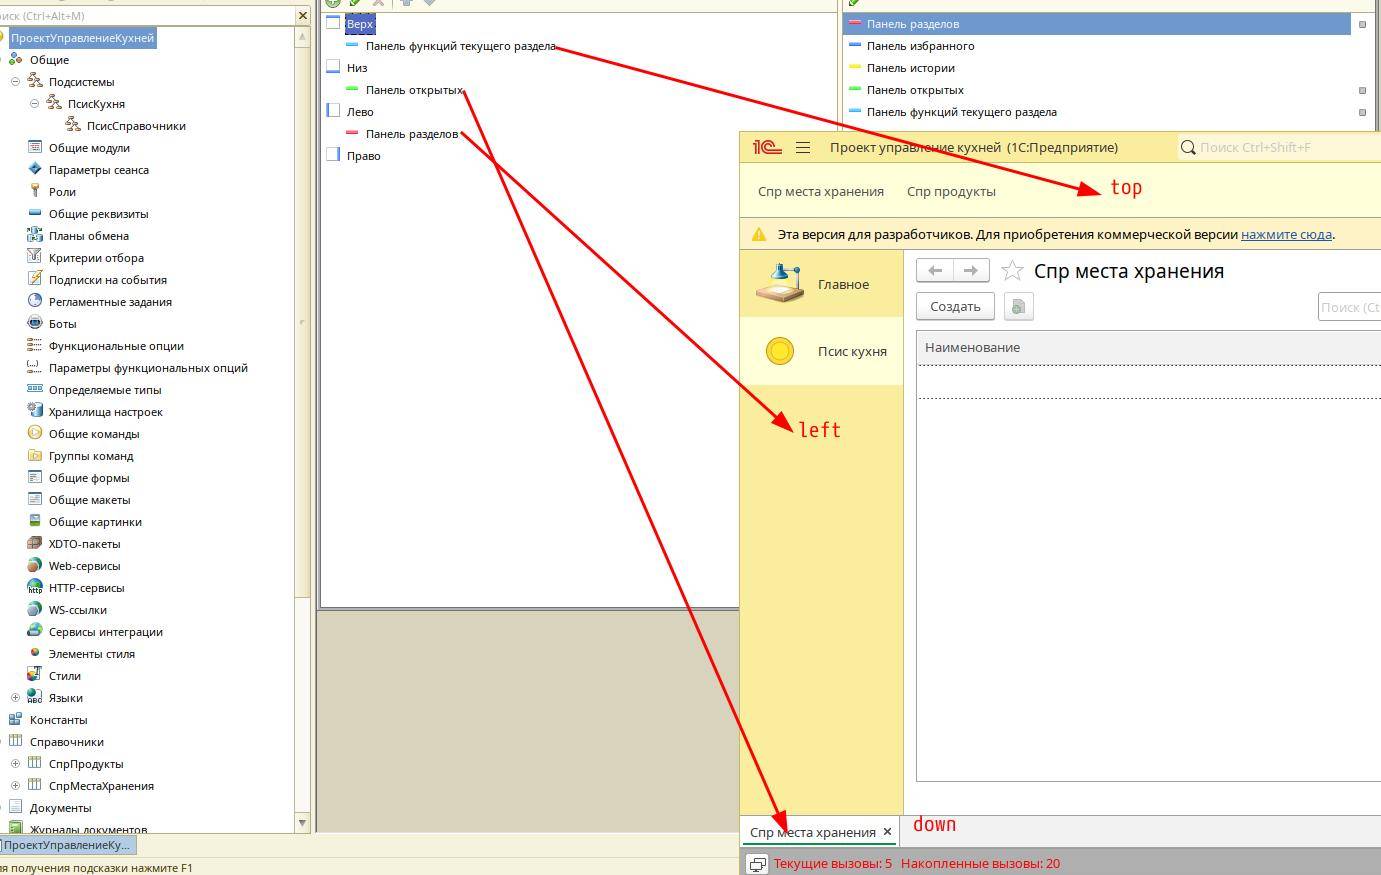 иск (Ctrl+Alt+M)
ПроектУправлениеКухней
Общие
Подсистемы
ПсисКухня
ПсисСправочники
Общие модули
Параметры сеанса
Роли
Общие реквизиты
Планы обмена
Критерии отбора
Подписки на события
Регламентные задания
Боты
Функциональные опции
Параметры функциональных опций
Определяемые типы
Хранилища настроек
Общие команды
Группы команд
Общие формы
Общие макеты
Общие картинки
XDTO-пакеты
Web-сервисы
HTTP-сервисы
WS-ссылки
Сервисы интеграции
Элементы стиля
Стили
Языки
Константы
Справочники
СпрПродукты
СпрМестаХранения
Документы
Журналы документов
ПроектУправлениеКу...
ля получения подсказки нажмите F1
Верх
Панель функций текущего раздела
Низ
Панель открытых
Лево
Панель разделов
Право
Панель разделов
Панель избранного
Панель истории
Панель открытых
Панель функций текущего раздела
1С Проект управление кухней (1С:Предприятие)
Поиск Ctrl+Shift+F
Спр места хранения Спр продукты
top
Эта версия для разработчиков. Для приобретения коммерческой версии нажмите сюда.
Главное
Псис кухня
left
Спр места хранения
Создать
Поиск (Ct
Наименование
Спр места хранения
down
Текущие вызовы: 5 Накопленные вызовы: 20